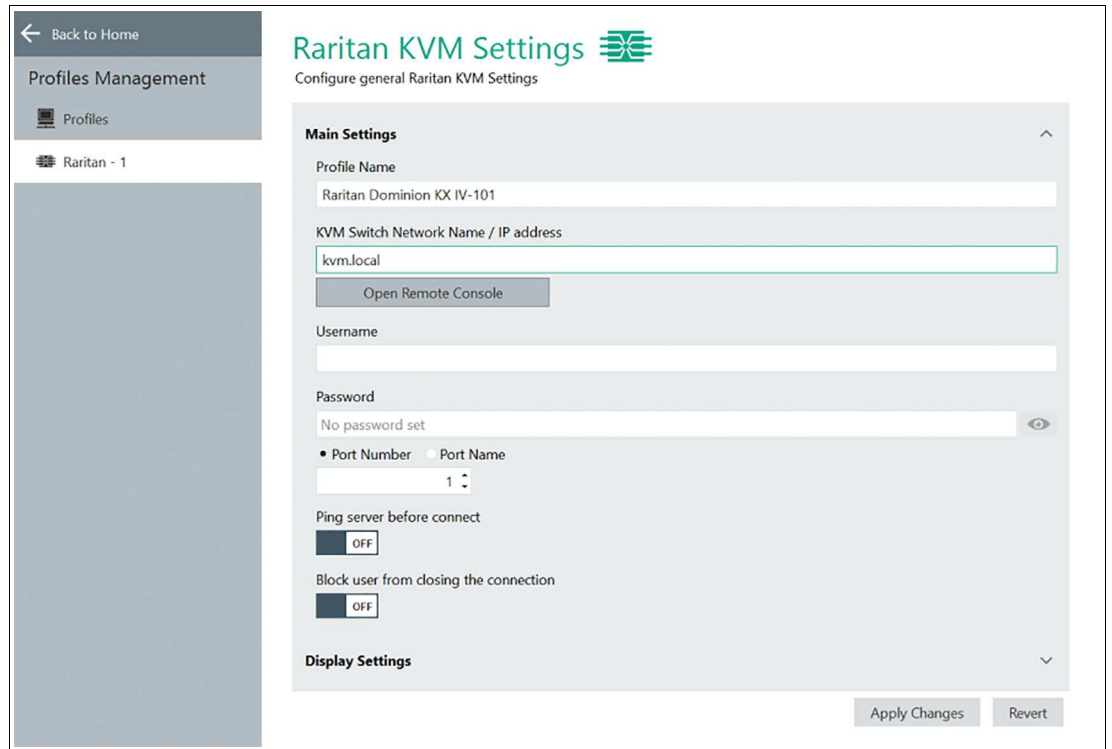 Back to Home
Profiles Management
Profiles
Raritan - 1
Raritan KVM Settings
Configure general Raritan KVM Settings
Main Settings
Profile Name
Raritan Dominion KX IV-101
KVM Switch Network Name / IP address
kvm.local
Open Remote Console
Username
Password
No password set
Port Number Port Name
1
Ping server before connect
OFF
Block user from closing the connection
OFF
Display Settings
Apply Changes Revert